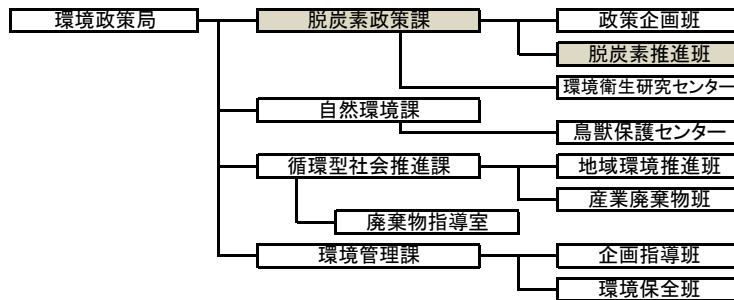 環境政策局
脱炭素政策課
政策企画班
脱炭素推進班
環境衛生研究センター
自然環境課
鳥獣保護センター
循環型社会推進課
地域環境推進班
産業廃棄物班
廃棄物指導室
環境管理課
企画指導班
環境保全班